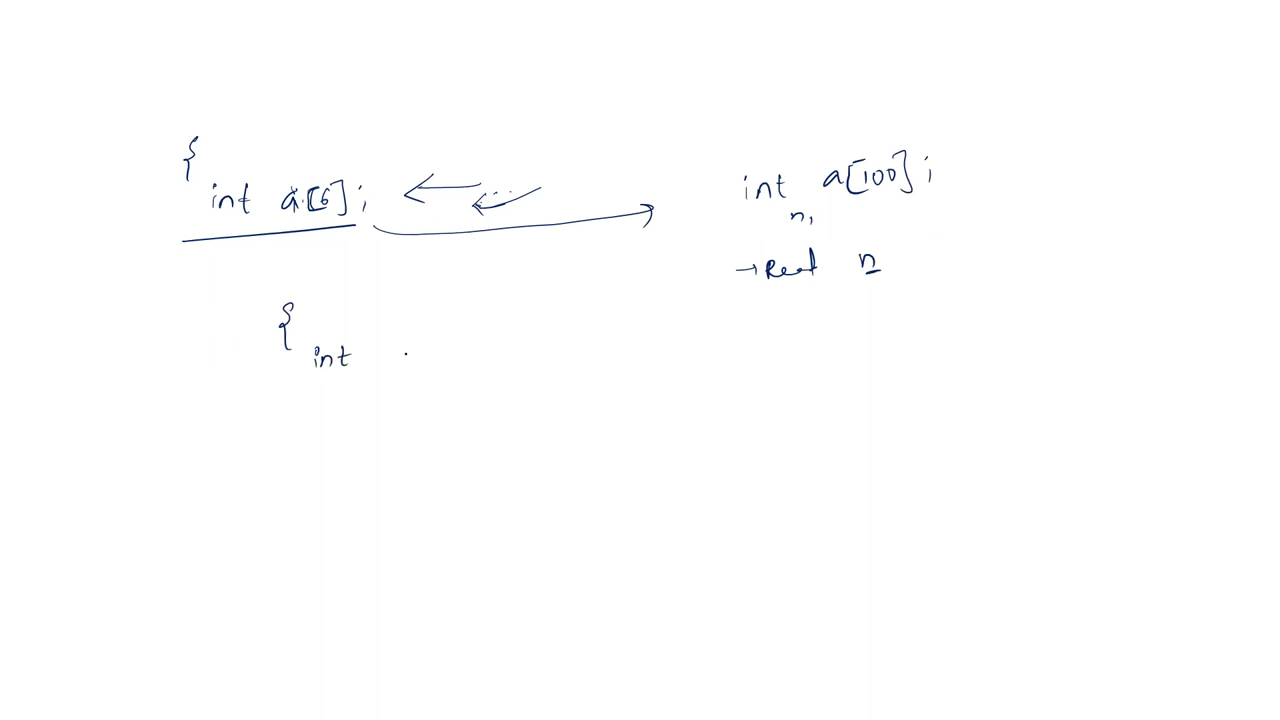 {
int a[6];
int n, a[100];
→ Read n
{
int